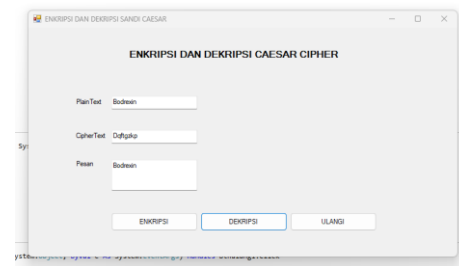 ENKRIPSI DAN DEKRIPSI SANDI CAESAR
ENKRIPSI DAN DEKRIPSI CAESAR CIPHER
PlainText Bodrexin
CipherText Dqftgzkp
Pesan Bodrexin
ENKRIPSI DEKRIPSI ULANGI